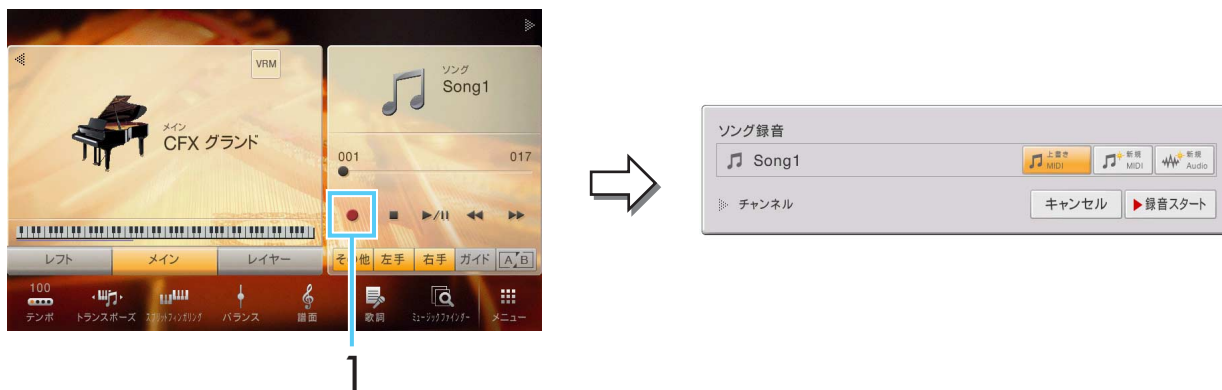 VRM
メイン
CFX グランド
ソング
Song1
001 017
レフト メイン レイヤー
その他 左手 右手 ガイド A B
100
テンポ トランスポーズ スプリットフィンガリング バランス 譜面 歌詞 ミュージックファインダー メニュー
1
ソング録音
Song1
上書き MIDI
新規 MIDI
新規 Audio
チャンネル
キャンセル 録音スタート